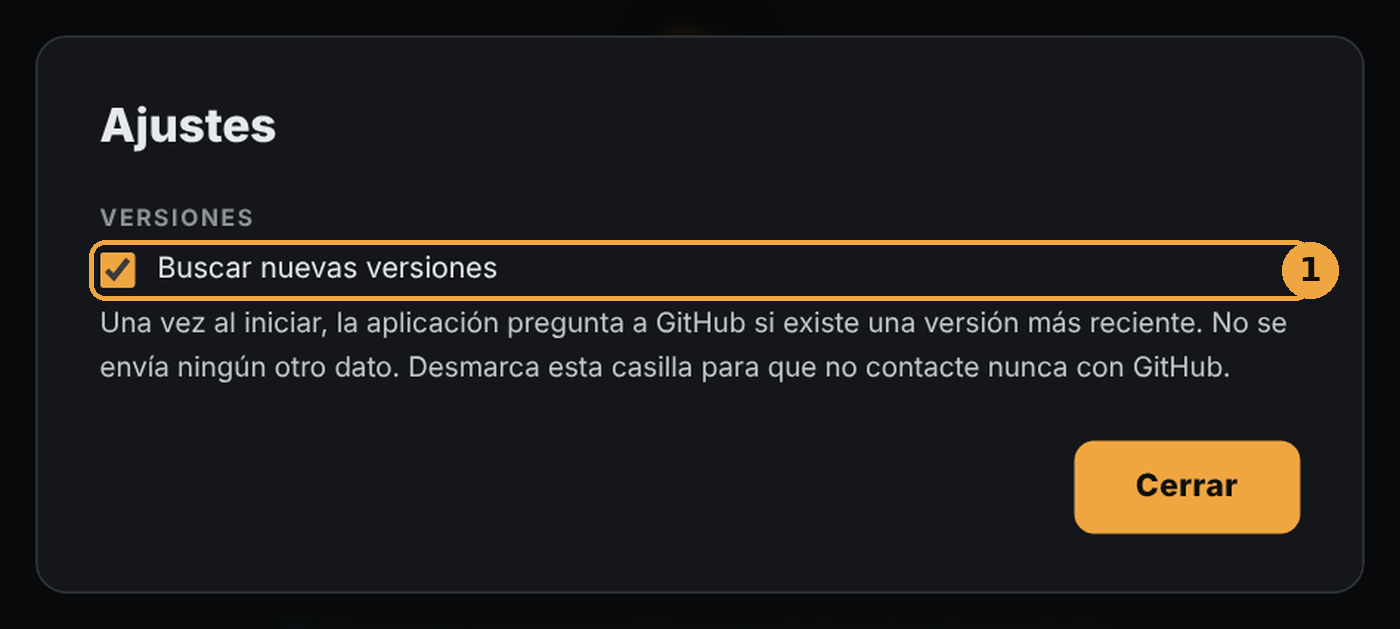 Ajustes
VERSIONES
Buscar nuevas versiones
1
Una vez al iniciar, la aplicación pregunta a GitHub si existe una versión más reciente. No se
envía ningún otro dato. Desmarca esta casilla para que no contacte nunca con GitHub.
Cerrar